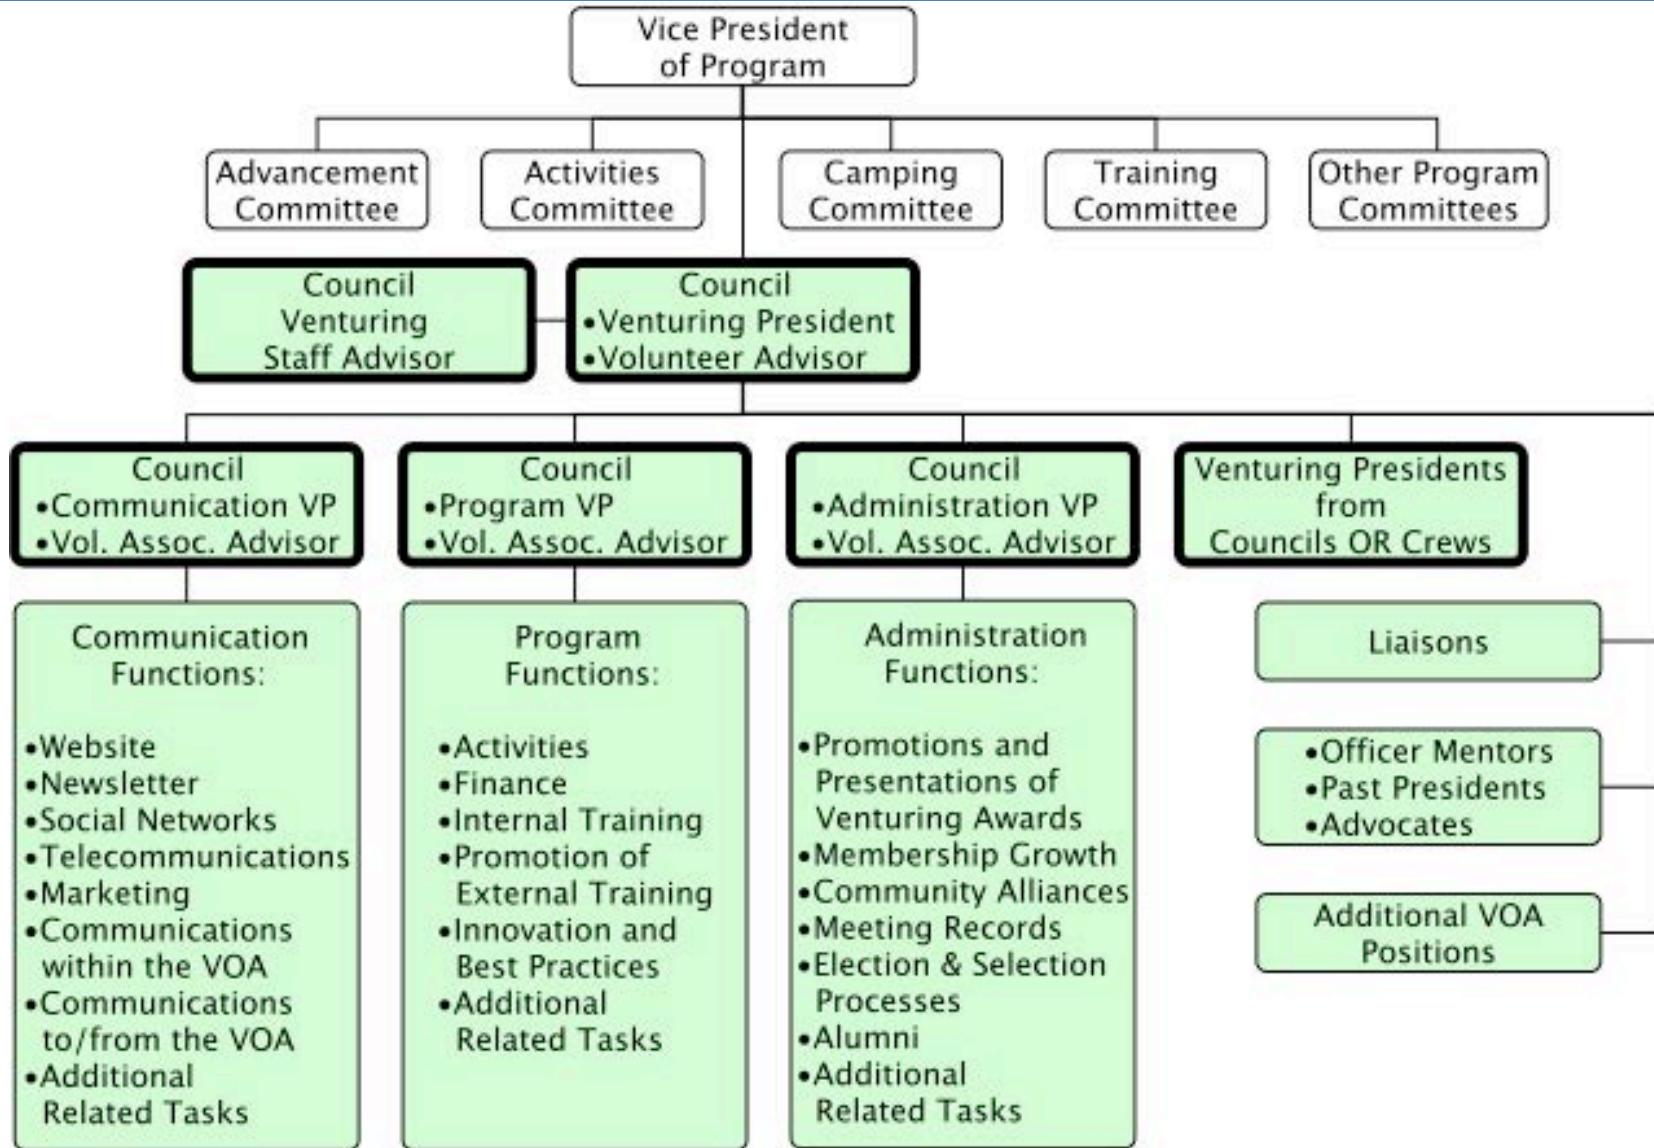 Vice President
of Program
Advancement
Committee
Activities
Committee
Camping
Committee
Training
Committee
Other Program
Committees
Council
Venturing
Staff Advisor
Council
•Venturing President
•Volunteer Advisor
Council
•Communication VP
•Vol. Assoc. Advisor
Council
•Program VP
•Vol. Assoc. Advisor
Council
•Administration VP
•Vol. Assoc. Advisor
Venturing Presidents
from
Councils OR Crews
Communication
Functions:
•Website
•Newsletter
•Social Networks
•Telecommunications
•Marketing
•Communications
within the VOA
•Communications
to/from the VOA
•Additional
Related Tasks
Program
Functions:
•Activities
•Finance
•Internal Training
•Promotion of
External Training
•Innovation and
Best Practices
•Additional
Related Tasks
Administration
Functions:
•Promotions and
Presentations of
Venturing Awards
•Membership Growth
•Community Alliances
•Meeting Records
•Election & Selection
Processes
•Alumni
•Additional
Related Tasks
Liaisons
•Officer Mentors
•Past Presidents
•Advocates
Additional VOA
Positions